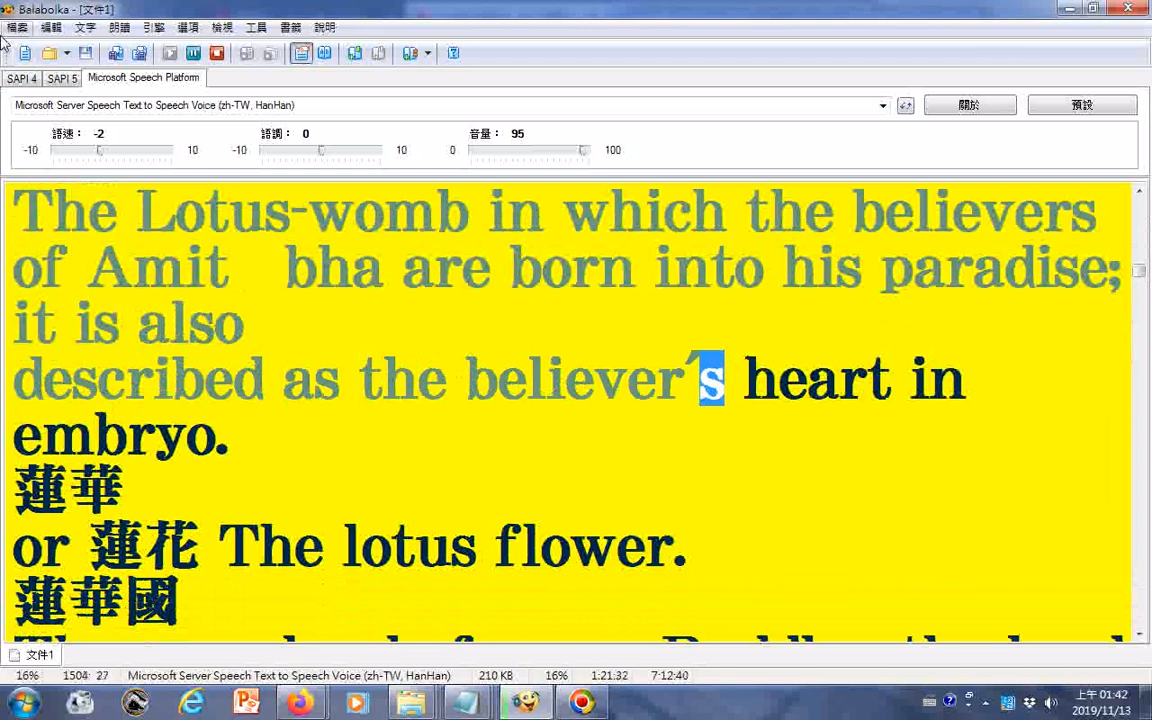 Balabolka - [文件1]
檔案 編輯 文字 朗讀 引擎 選項 檢視 工具 書籤 說明
SAPI 4 SAPI 5 Microsoft Speech Platform
Microsoft Server Speech Text to Speech Voice (zh-TW, HanHan) 關於 預設
語速： -2 語調： 0 音量： 95
-10 10 -10 10 0 100
The Lotus-womb in which the believers
of Amit bha are born into his paradise;
it is also
described as the believer´s heart in
embryo.
蓮華
or 蓮花 The lotus flower.
蓮華國
文件1
16% 1504: 27 Microsoft Server Speech Text to Speech Voice (zh-TW, HanHan) 210 KB 16% 1:21:32 7:12:40
上午 01:42
2019/11/13